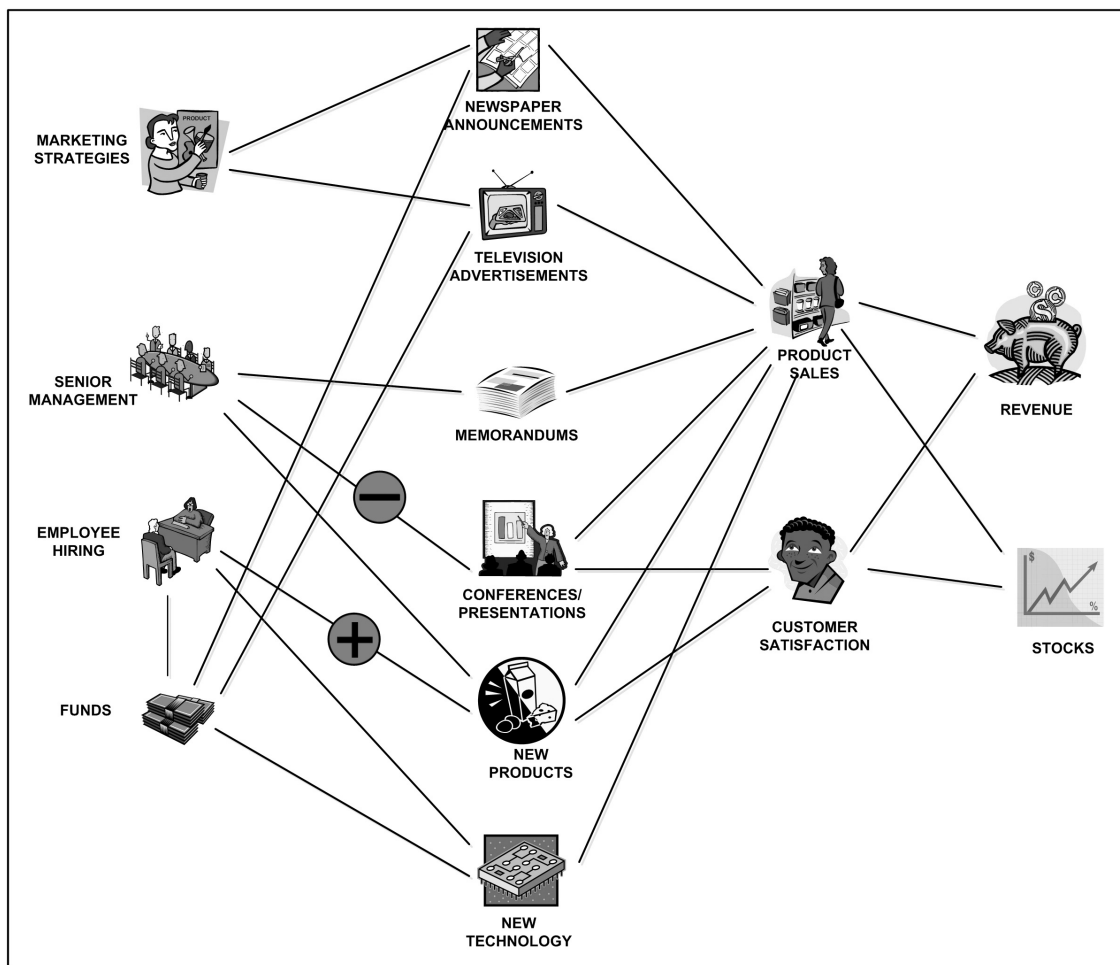 PRODUCT
MARKETING
STRATEGIES
NEWSPAPER
ANNOUNCEMENTS
TELEVISION
ADVERTISEMENTS
SENIOR
MANAGEMENT
MEMORANDUMS
PRODUCT
SALES
$
REVENUE
EMPLOYEE
HIRING
CONFERENCES/
PRESENTATIONS
CUSTOMER
SATISFACTION
$
%
STOCKS
FUNDS
NEW
PRODUCTS
NEW
TECHNOLOGY